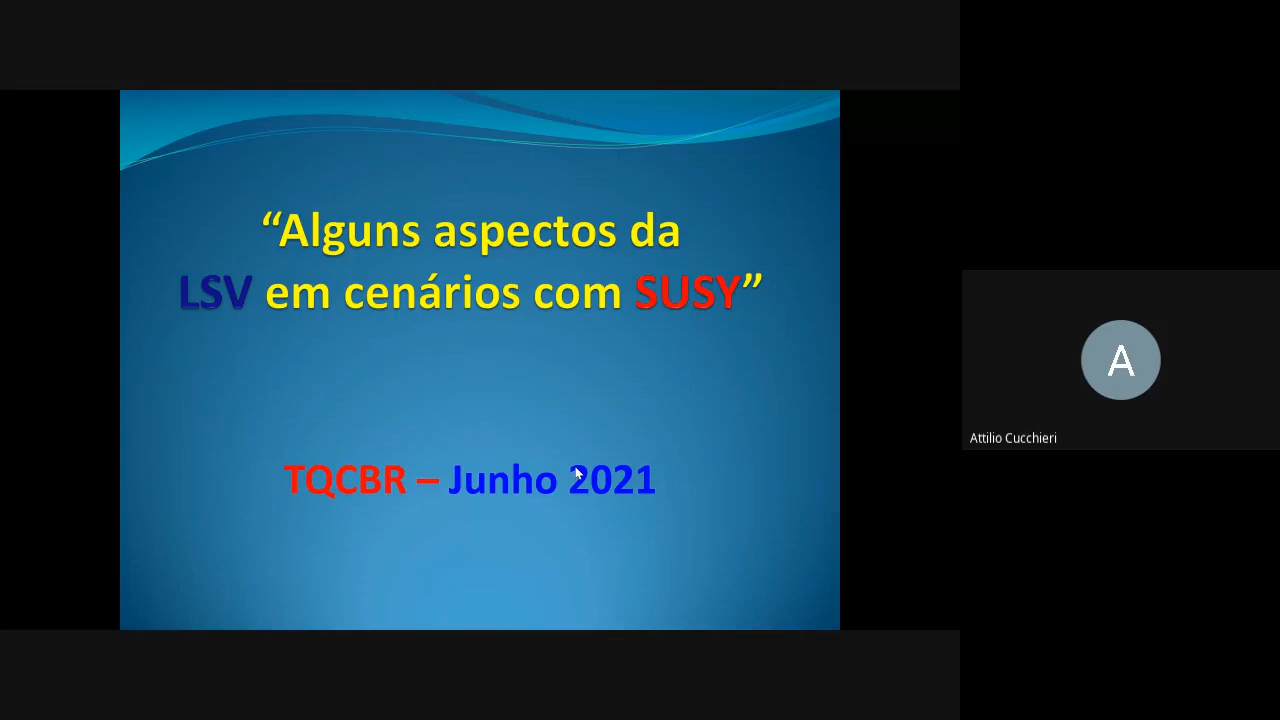 “Alguns aspectos da
LSV em cenários com SUSY”
TQCBR – Junho 2021
A
Attilio Cucchieri